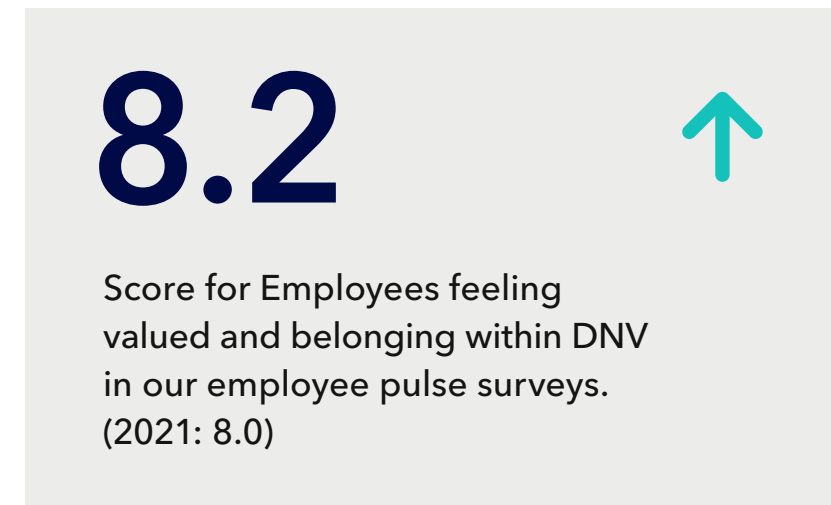 8.2
Score for Employees feeling
valued and belonging within DNV
in our employee pulse surveys.
(2021: 8.0)